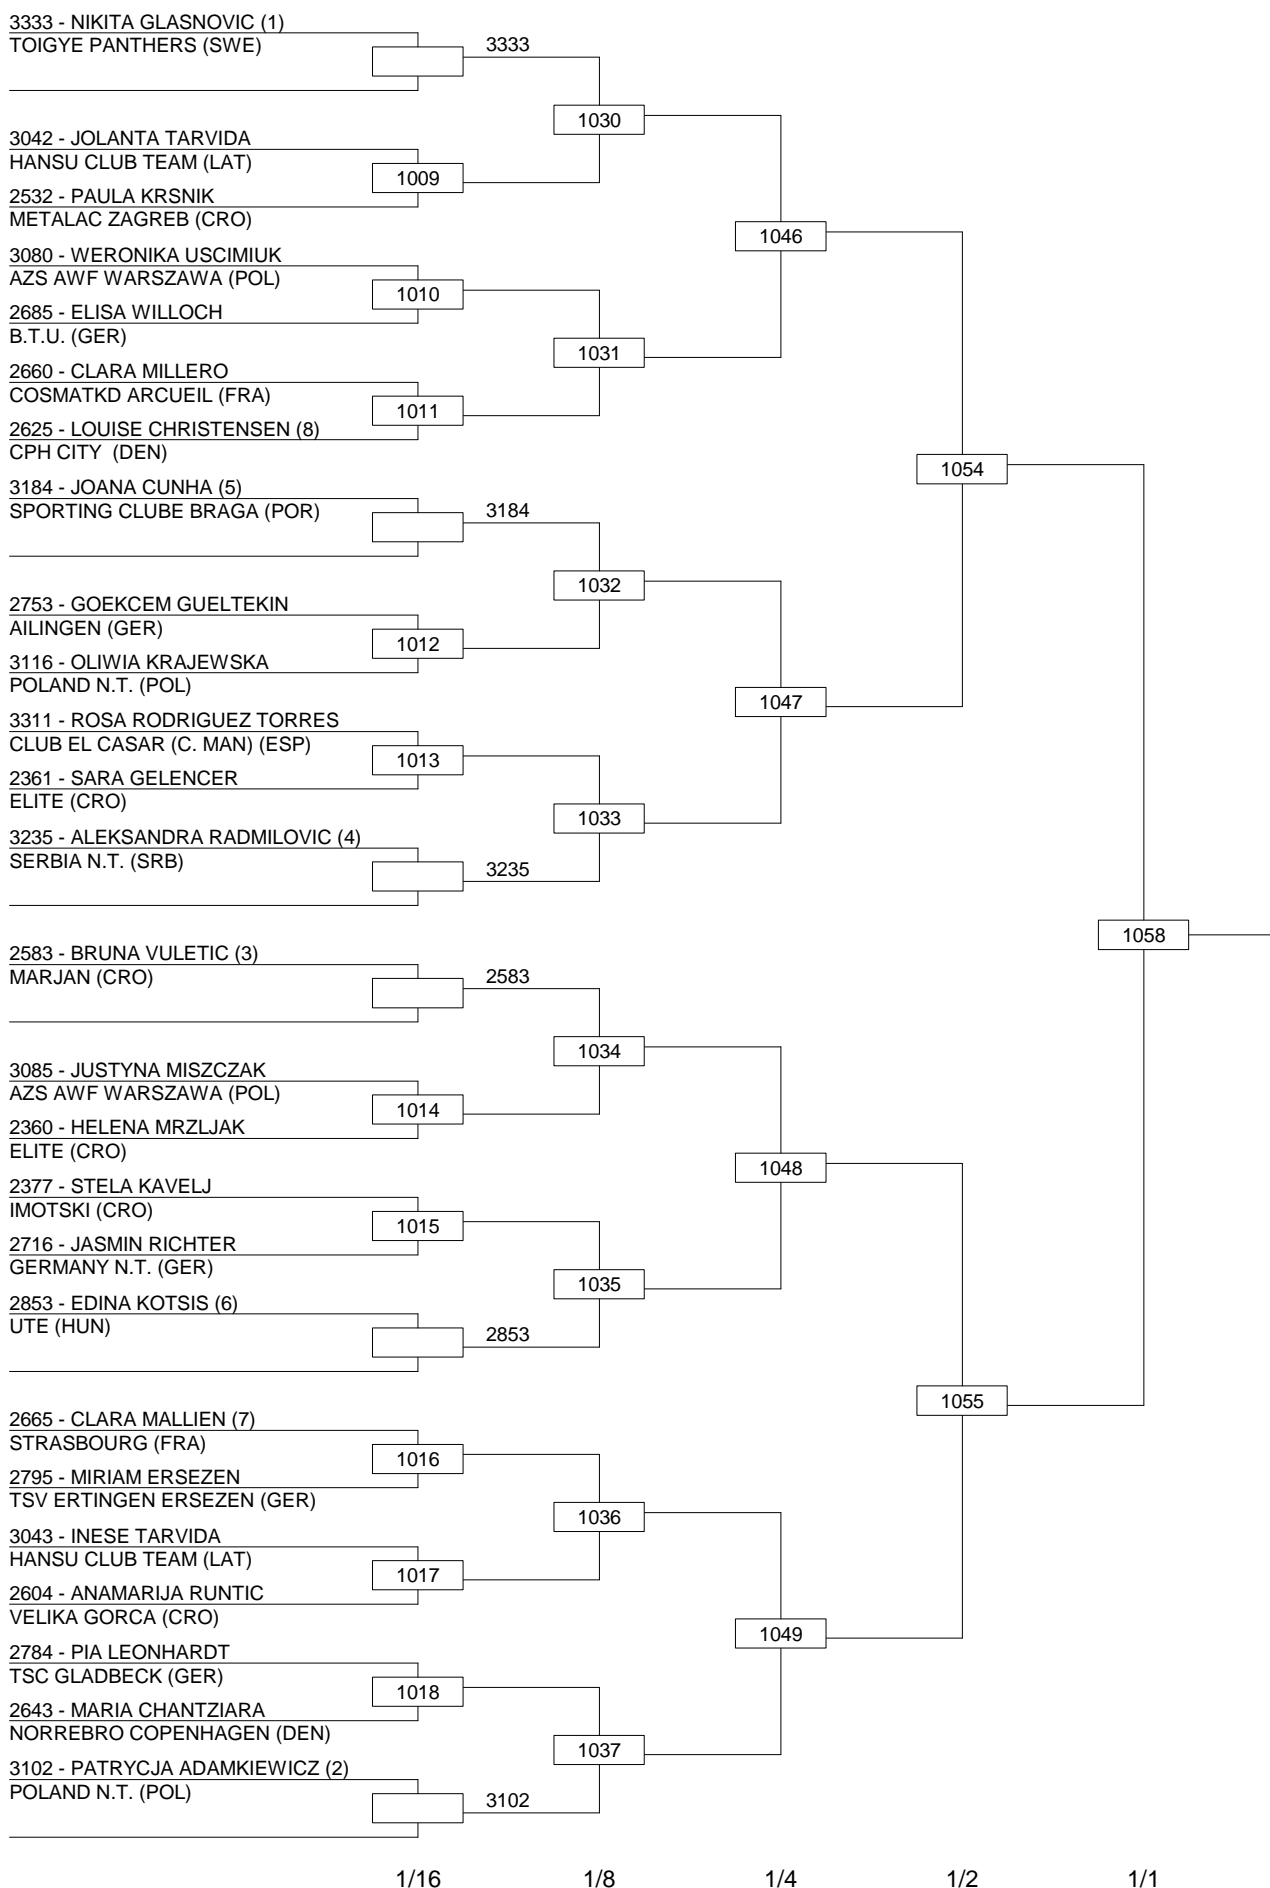 3333 - NIKITA GLASNOVIC (1)
TOIGYE PANTHERS (SWE)
3333
1030
3042 - JOLANTA TARVIDA
HANSU CLUB TEAM (LAT)
1009
2532 - PAULA KRSNIK
METALAC ZAGREB (CRO)
1046
3080 - WERONIKA USCIMIUK
AZS AWF WARSZAWA (POL)
1010
2685 - ELISA WILLOCH
B.T.U. (GER)
1031
2660 - CLARA MILLERO
COSMATKD ARCUEIL (FRA)
1011
2625 - LOUISE CHRISTENSEN (8)
CPH CITY (DEN)
1054
3184 - JOANA CUNHA (5)
SPORTING CLUBE BRAGA (POR)
3184
1032
2753 - GOEKCEM GUELTEKIN
AILINGEN (GER)
1012
3116 - OLIWIA KRAJEWSKA
POLAND N.T. (POL)
1047
3311 - ROSA RODRIGUEZ TORRES
CLUB EL CASAR (C. MAN) (ESP)
1013
2361 - SARA GELENCER
ELITE (CRO)
1033
3235 - ALEKSANDRA RADMILOVIC (4)
SERBIA N.T. (SRB)
3235
1058
2583 - BRUNA VULETIC (3)
MARJAN (CRO)
2583
1034
3085 - JUSTYNA MISZCZAK
AZS AWF WARSZAWA (POL)
1014
2360 - HELENA MRZLJAK
ELITE (CRO)
1048
2377 - STELA KAVELJ
IMOTSKI (CRO)
1015
2716 - JASMIN RICHTER
GERMANY N.T. (GER)
1035
2853 - EDINA KOTSIS (6)
UTE (HUN)
2853
1055
2665 - CLARA MALLIEN (7)
STRASBOURG (FRA)
1016
2795 - MIRIAM ERSEZEN
TSV ERTINGEN ERSEZEN (GER)
1036
3043 - INESE TARVIDA
HANSU CLUB TEAM (LAT)
1017
2604 - ANAMARIJA RUNTIC
VELIKA GORCA (CRO)
1049
2784 - PIA LEONHARDT
TSC GLADBECK (GER)
1018
2643 - MARIA CHANTZIARA
NORREBRO COPENHAGEN (DEN)
1037
3102 - PATRYCJA ADAMKIEWICZ (2)
POLAND N.T. (POL)
3102
1/16 1/8 1/4 1/2 1/1